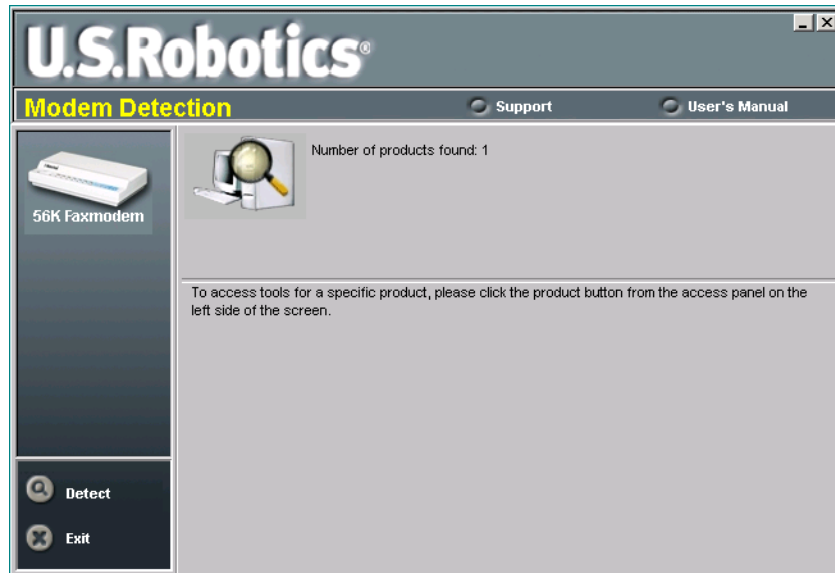 U.S.Robotics®
Modem Detection
Support
User's Manual
56K Faxmodem
Number of products found: 1
To access tools for a specific product, please click the product button from the access panel on the
left side of the screen.
Detect
Exit